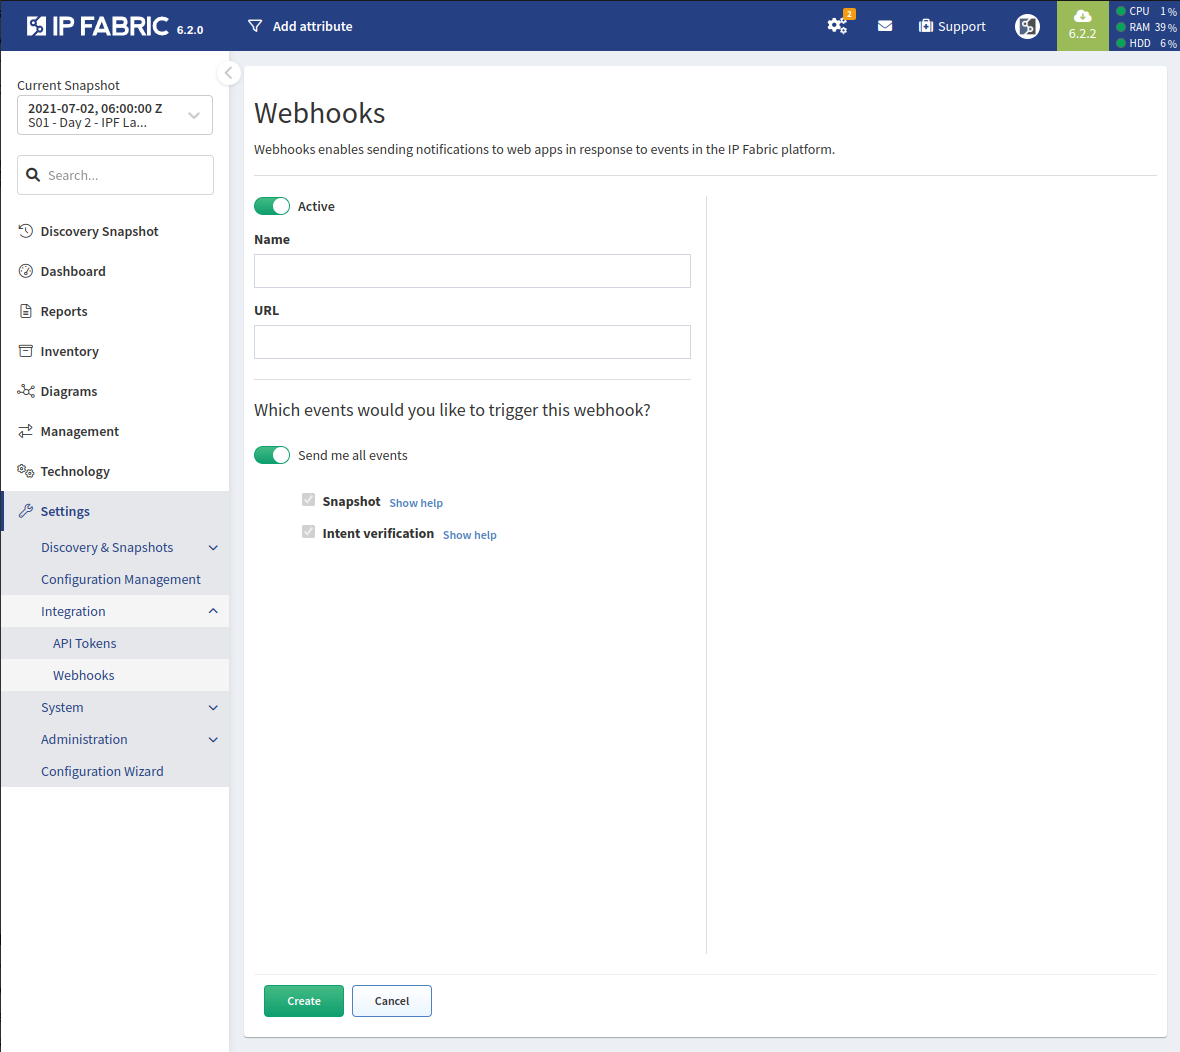 IP FABRIC 6.2.0
Add attribute
2
Support
6.2.2
CPU 1 %
RAM 39 %
HDD 6 %
Current Snapshot
2021-07-02, 06:00:00 Z
S01 - Day 2 - IPF La...
Search...
Discovery Snapshot
Dashboard
Reports
Inventory
Diagrams
Management
Technology
Settings
Discovery & Snapshots
Configuration Management
Integration
API Tokens
Webhooks
System
Administration
Configuration Wizard
Webhooks
Webhooks enables sending notifications to web apps in response to events in the IP Fabric platform.
Active
Name
URL
Which events would you like to trigger this webhook?
Send me all events
Snapshot Show help
Intent verification Show help
Create
Cancel